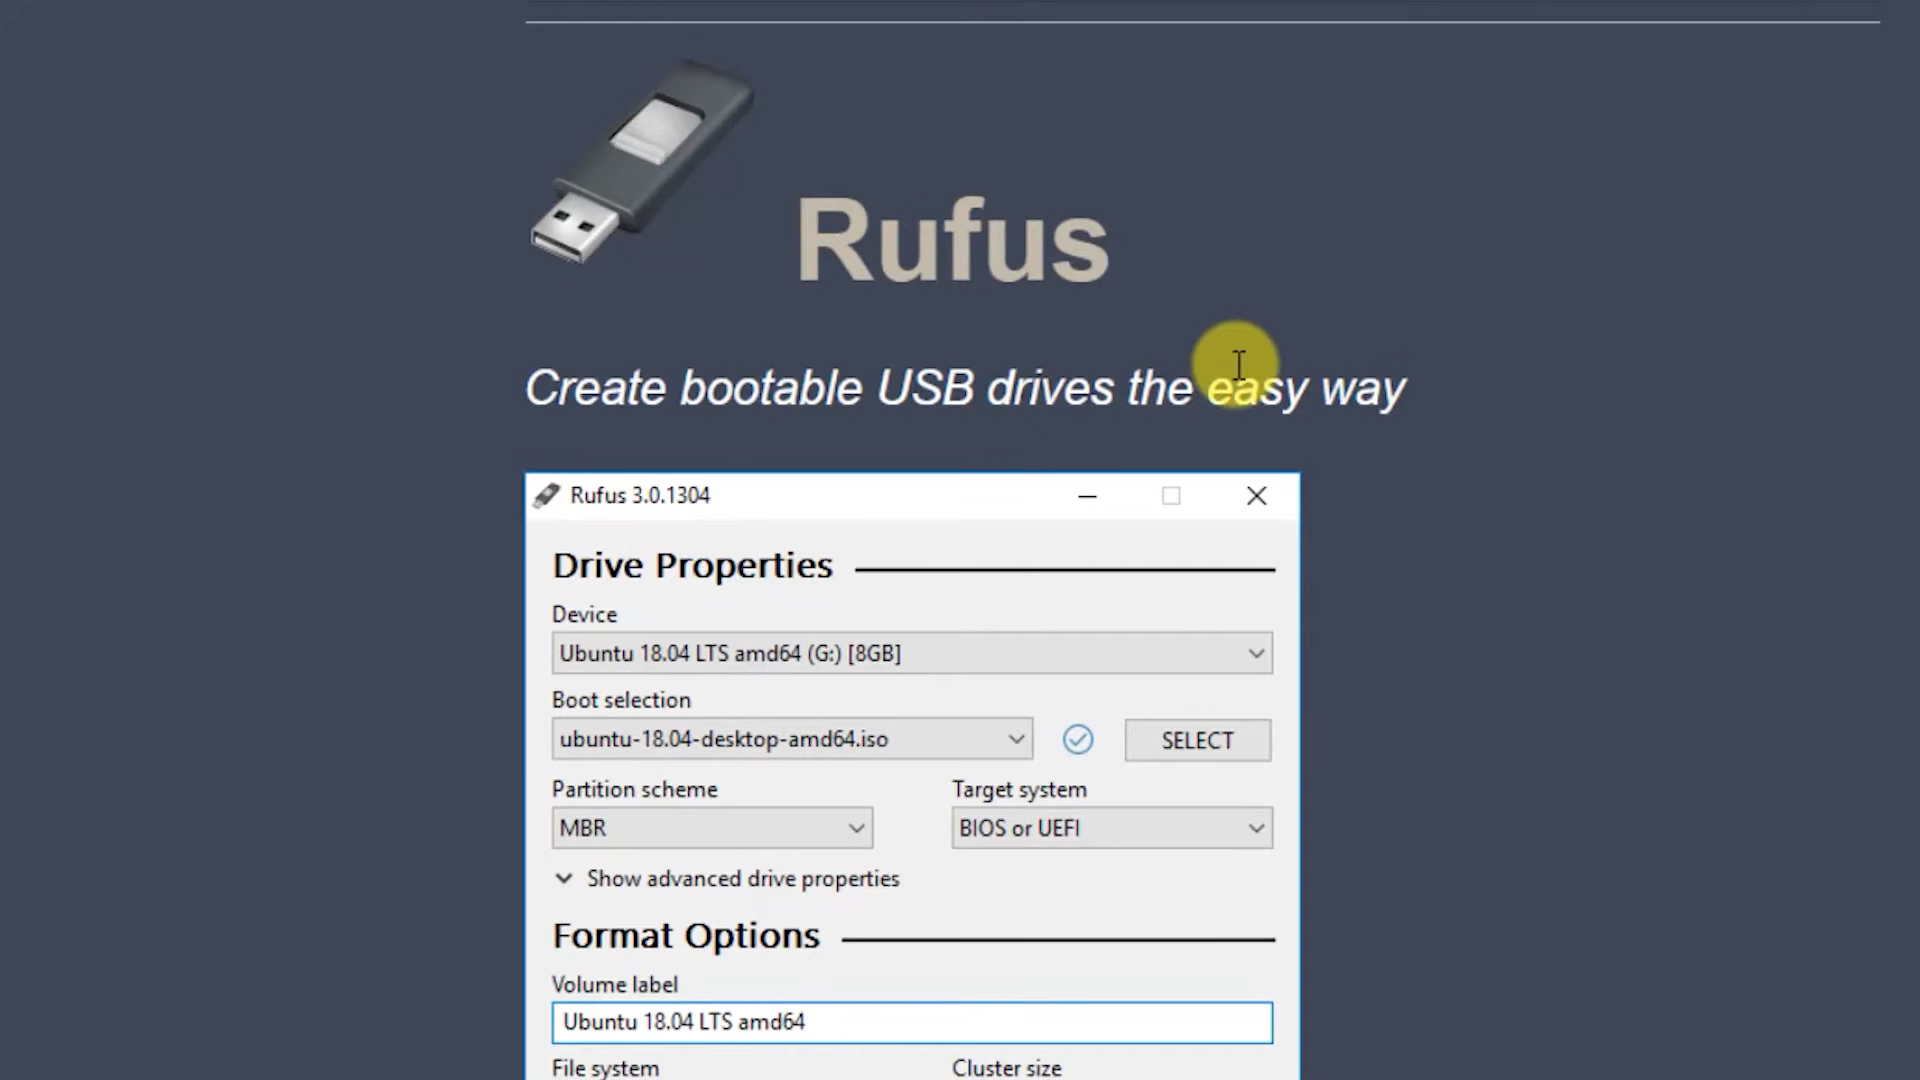 Rufus
Create bootable USB drives the easy way
Rufus 3.0.1304
Drive Properties
Device
Ubuntu 18.04 LTS amd64 (G:) [8GB]
Boot selection
ubuntu-18.04-desktop-amd64.iso
SELECT
Partition scheme
Target system
MBR
BIOS or UEFI
Show advanced drive properties
Format Options
Volume label
Ubuntu 18.04 LTS amd64
File system
Cluster size